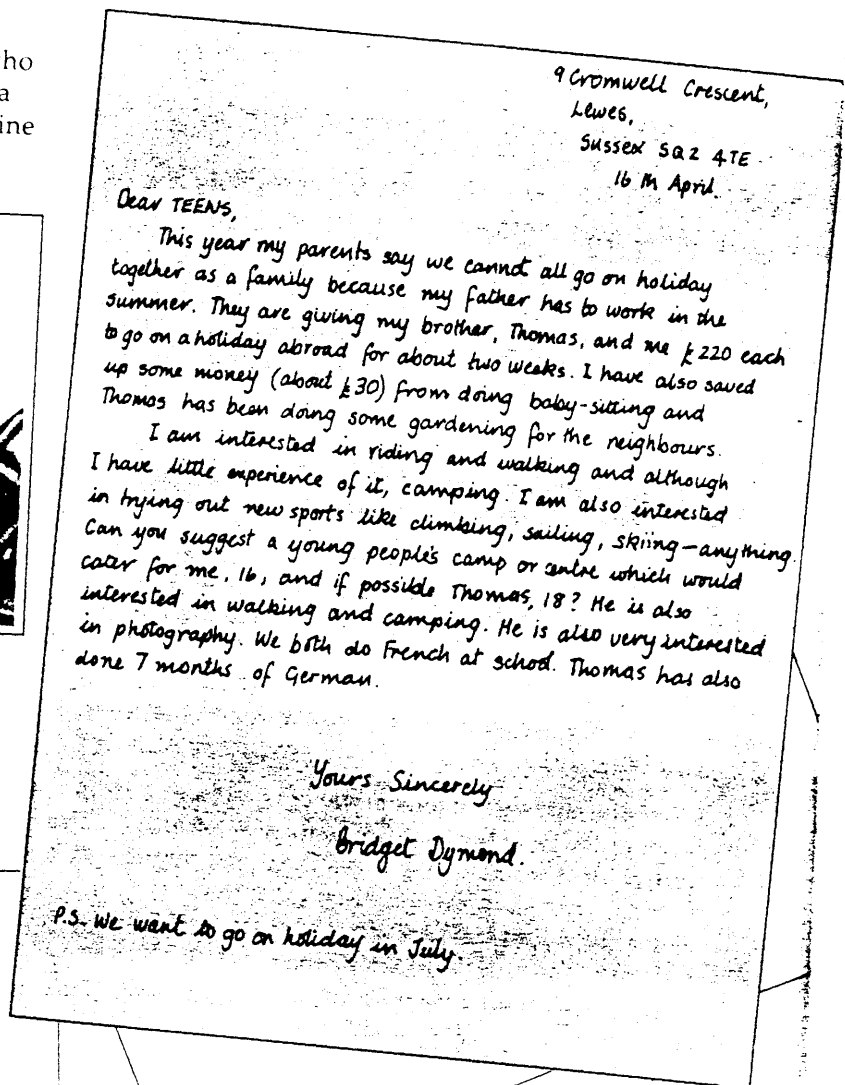 ho
a
ine
9 Cromwell Crescent,
Lewes,
Sussex SQ2 4TE
16th April.
Dear TEENS,
This year my parents say we cannot all go on holiday
together as a family because my father has to work in the
summer. They are giving my brother, Thomas, and me £220 each
to go on a holiday abroad for about two weeks. I have also saved
up some money (about £30) from doing baby-sitting and
Thomas has been doing some gardening for the neighbours.
I am interested in riding and walking and although
I have little experience of it, camping. I am also interested
in trying out new sports like climbing, sailing, skiing - anything.
Can you suggest a young people's camp or centre which would
cater for me, 16, and if possible Thomas, 18? He is also
interested in walking and camping. He is also very interested
in photography. We both do French at school. Thomas has also
done 7 months of German.
Yours Sincerely
Bridget Dymond.
P.S. We want to go on holiday in July